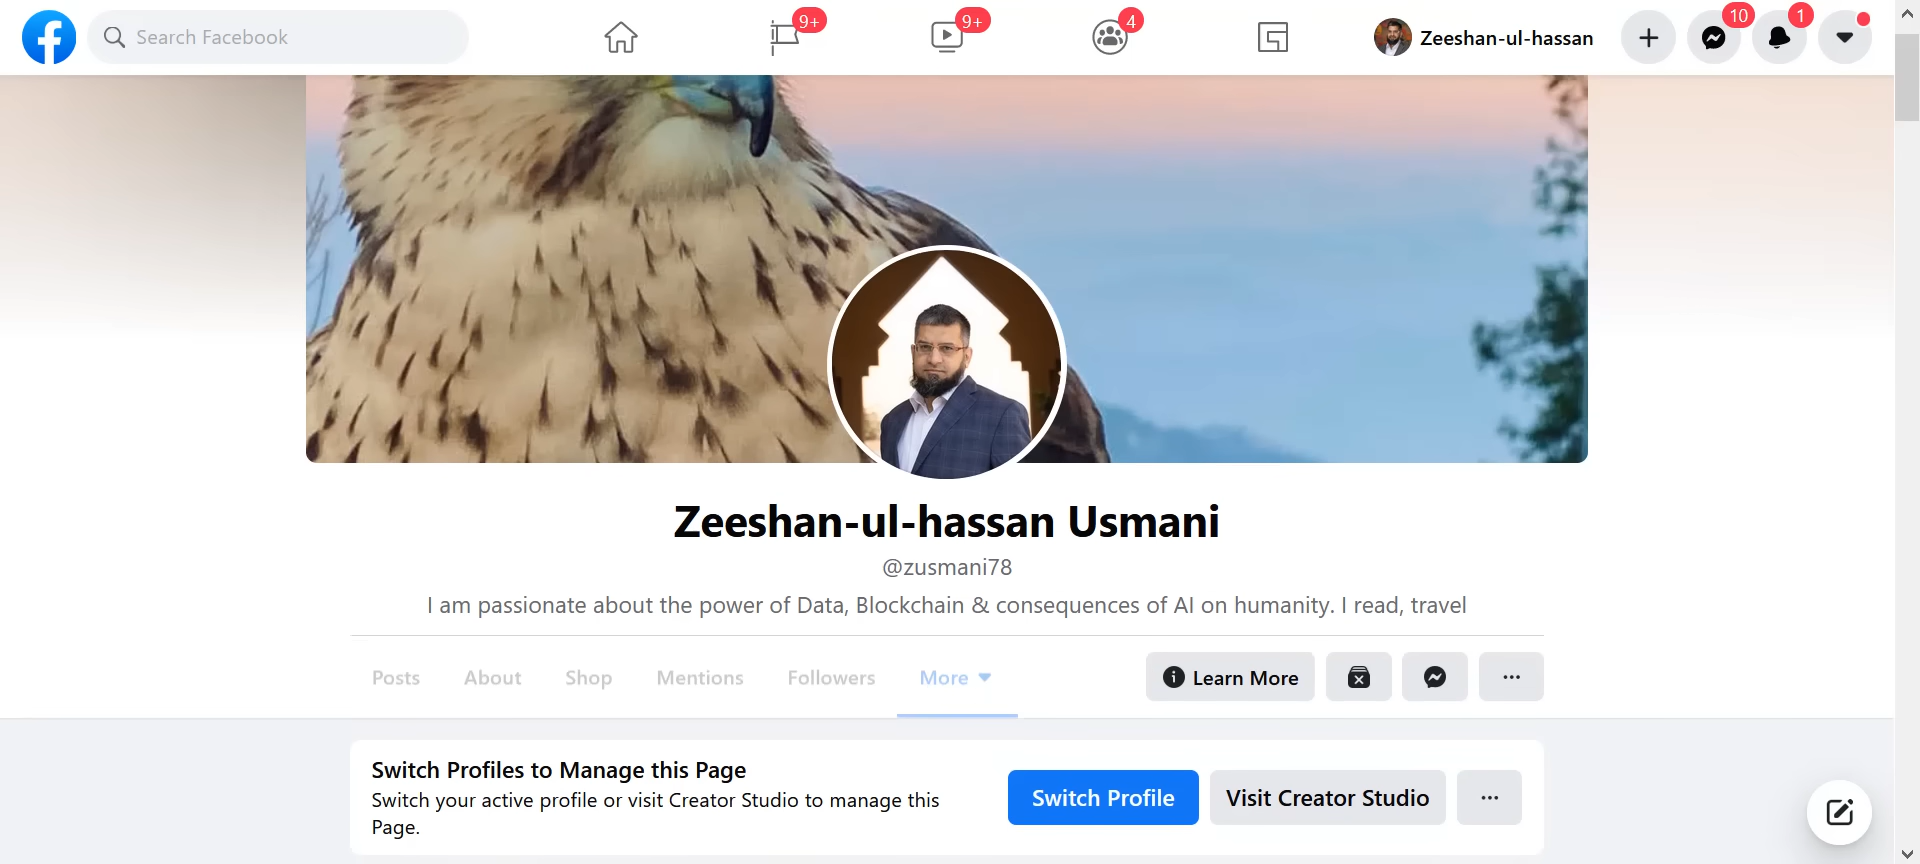 Search Facebook
9+
9+
4
Zeeshan-ul-hassan
10
1
Zeeshan-ul-hassan Usmani
@zusmani78
I am passionate about the power of Data, Blockchain & consequences of AI on humanity. I read, travel
Posts About Shop Mentions Followers More
Learn More
Switch Profiles to Manage this Page
Switch your active profile or visit Creator Studio to manage this
Page.
Switch Profile
Visit Creator Studio